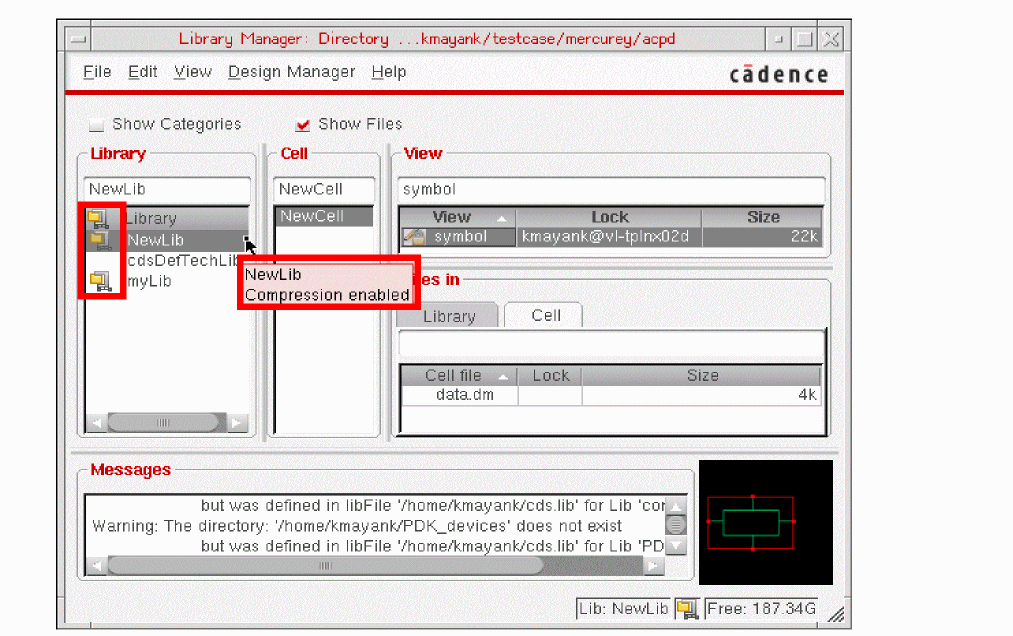 Library Manager: Directory ...kmayank/testcase/mercurey/acpd
File Edit View Design Manager Help
cādence
Show Categories Show Files
Library
NewLib
Library
NewLib
cdsDefTechLib
myLib
NewLib
Compression enabled
Cell
NewCell
NewCell
View
symbol
View Lock Size
symbol kmayank@vl-tplnx02d 22k
es in
Library Cell
Cell file Lock Size
data.dm 4k
Messages
but was defined in libFile '/home/kmayank/cds.lib' for Lib 'cor
Warning: The directory: '/home/kmayank/PDK_devices' does not exist
but was defined in libFile '/home/kmayank/cds.lib' for Lib 'PD
Lib: NewLib Free: 187.34G